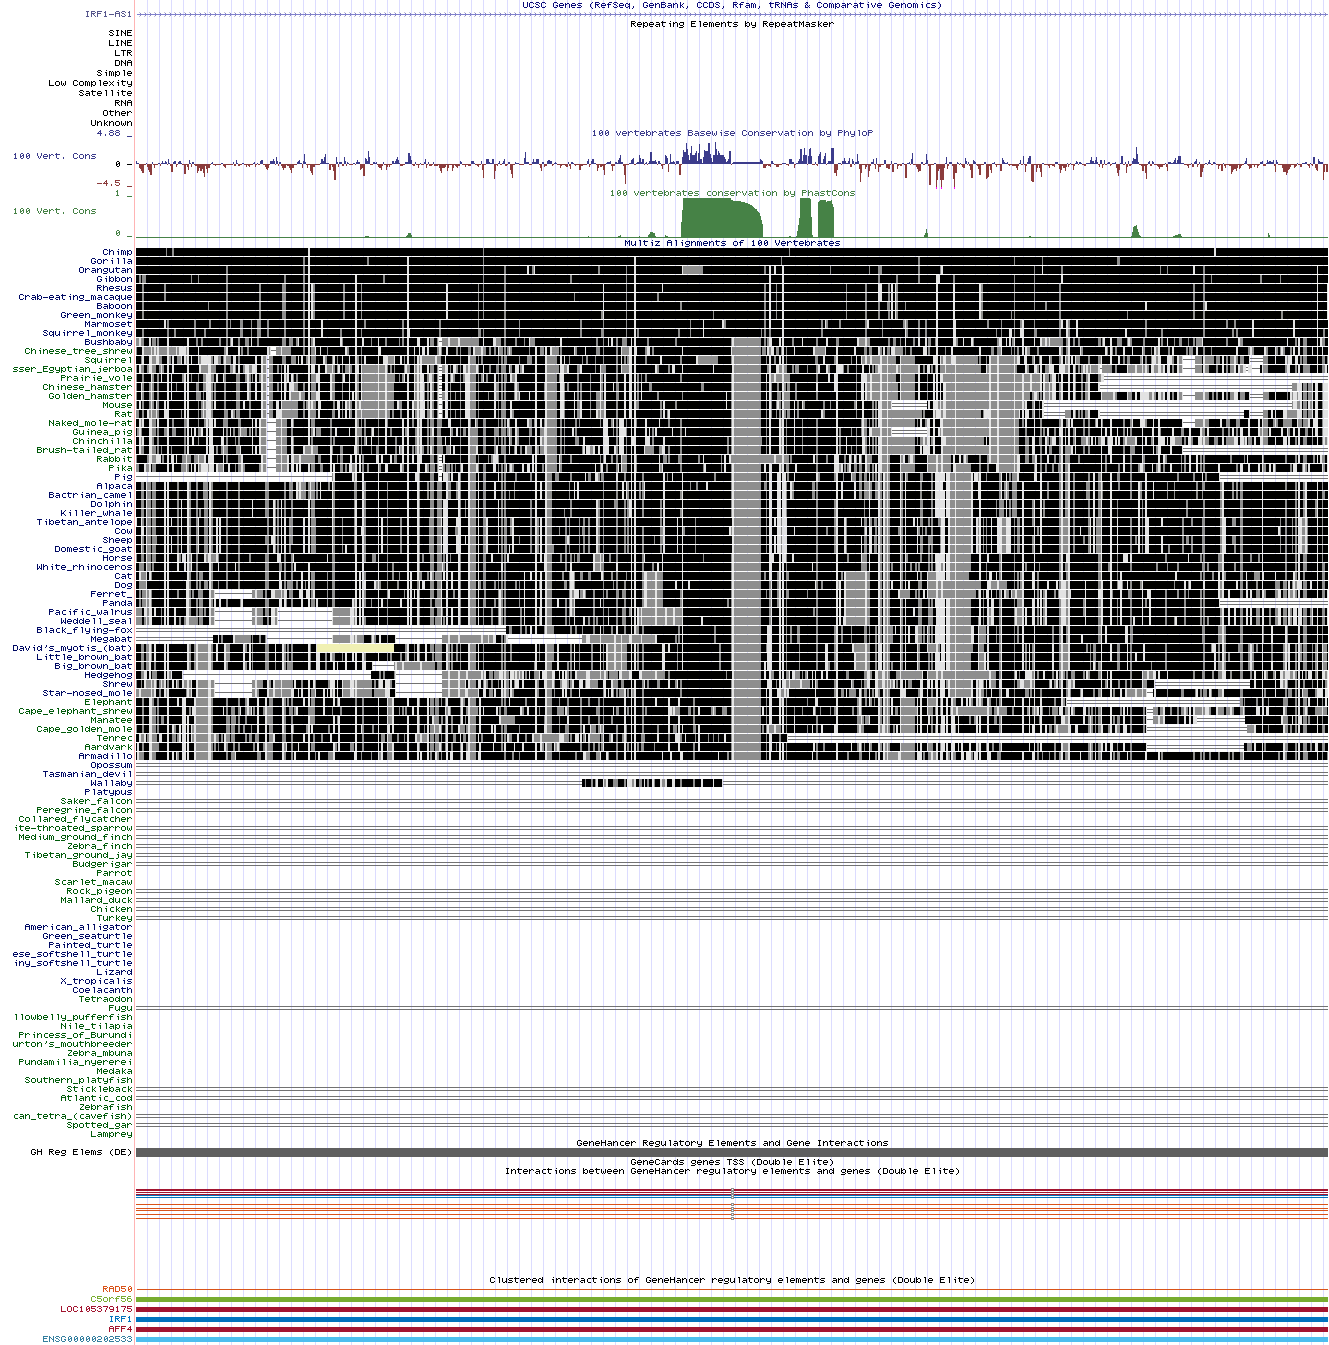 UCSC Genes (RefSeq, GenBank, CCDS, Rfam, tRNAs & Comparative Genomics)
IRF1-AS1
Repeating Elements by RepeatMasker
SINE
LINE
LTR
DNA
Simple
Low Complexity
Satellite
RNA
Other
Unknown
4.88 _
100 vertebrates Basewise Conservation by PhyloP
100 Vert. Cons
0 -
-4.5 _
100 vertebrates conservation by PhastCons
1 _
100 Vert. Cons
0 _
Multiz Alignments of 100 Vertebrates
Chimp
Gorilla
Orangutan
Gibbon
Rhesus
Crab-eating_macaque
Baboon
Green_monkey
Marmoset
Squirrel_monkey
Bushbaby
Chinese_tree_shrew
Squirrel
sser_Egyptian_jerboa
Prairie_vole
Chinese_hamster
Golden_hamster
Mouse
Rat
Naked_mole-rat
Guinea_pig
Chinchilla
Brush-tailed_rat
Rabbit
Pika
Pig
Alpaca
Bactrian_camel
Dolphin
Killer_whale
Tibetan_antelope
Cow
Sheep
Domestic_goat
Horse
White_rhinoceros
Cat
Dog
Ferret_
Panda
Pacific_walrus
Weddell_seal
Black_flying-fox
Megabat
David's_myotis_(bat)
Little_brown_bat
Big_brown_bat
Hedgehog
Shrew
Star-nosed_mole
Elephant
Cape_elephant_shrew
Manatee
Cape_golden_mole
Tenrec
Aardvark
Armadillo
Opossum
Tasmanian_devil
Wallaby
Platypus
Saker_falcon
Peregrine_falcon
Collared_flycatcher
ite-throated_sparrow
Medium_ground_finch
Zebra_finch
Tibetan_ground_jay
Budgerigar
Parrot
Scarlet_macaw
Rock_pigeon
Mallard_duck
Chicken
Turkey
American_alligator
Green_seaturtle
Painted_turtle
ese_softshell_turtle
iny_softshell_turtle
Lizard
X_tropicalis
Coelacanth
Tetraodon
Fugu
llowbelly_pufferfish
Nile_tilapia
Princess_of_Burundi
urton's_mouthbreeder
Zebra_mbuna
Pundamilia_nyererei
Medaka
Southern_platyfish
Stickleback
Atlantic_cod
Zebrafish
can_tetra_(cavefish)
Spotted_gar
Lamprey
GeneHancer Regulatory Elements and Gene Interactions
GH Reg Elems (DE)
GeneCards genes TSS (Double Elite)
Interactions between GeneHancer regulatory elements and genes (Double Elite)
Clustered interactions of GeneHancer regulatory elements and genes (Double Elite)
RAD50
C5orf56
LOC105379175
IRF1
AFF4
ENSG00000202533